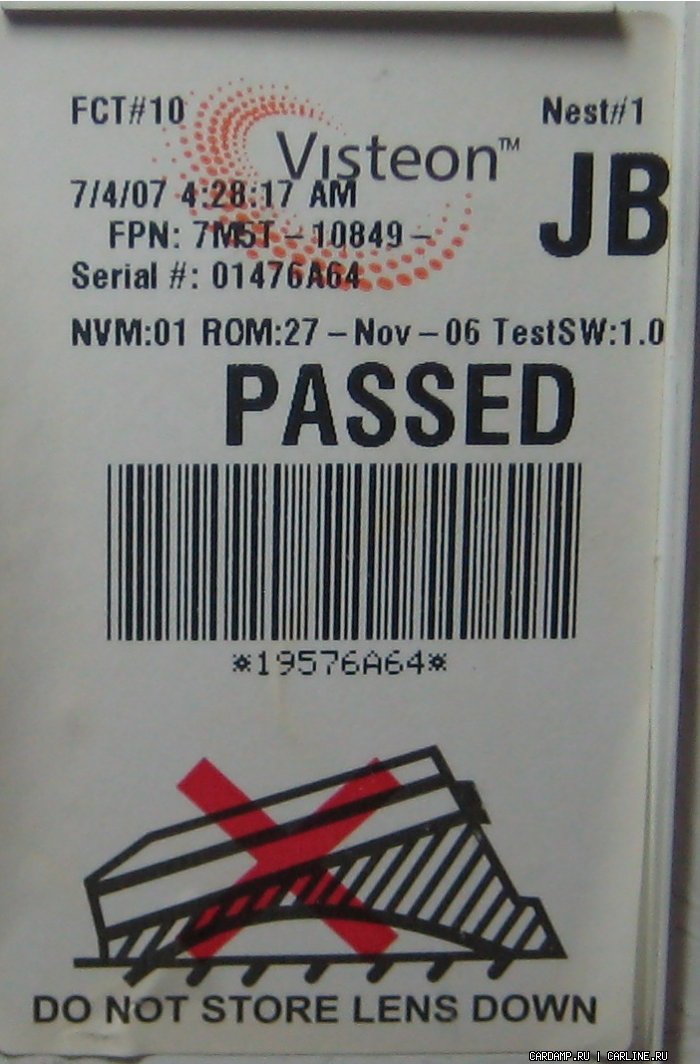 FCT#10
Nest#1
Visteon™
7/4/07 4:28:17 AM
JB
FPN: 7M5T-10849-
Serial #: 01476A64
NVM:01 ROM:27-Nov-06 TestSW:1.0
PASSED
*19576A64*
DO NOT STORE LENS DOWN
CARDAMP.RU | CARLINE.RU